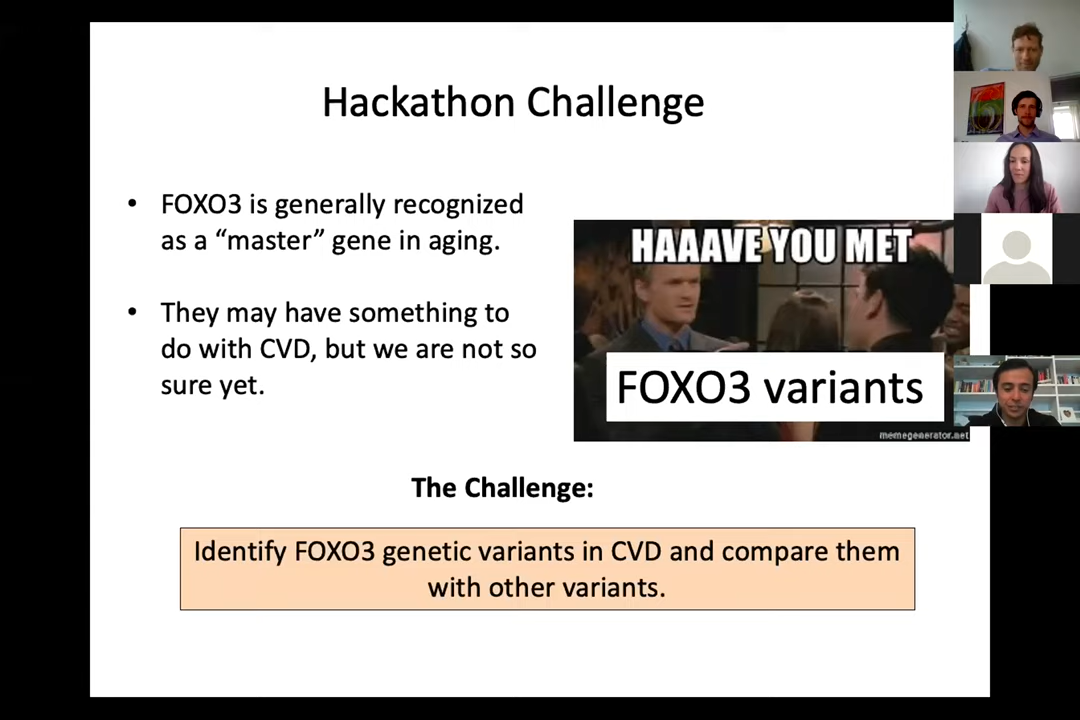 Hackathon Challenge
• FOXO3 is generally recognized
as a “master” gene in aging.
• They may have something to
do with CVD, but we are not so
sure yet.
HAAAVE YOU MET
FOXO3 variants
memegenerator.net
The Challenge:
Identify FOXO3 genetic variants in CVD and compare them
with other variants.